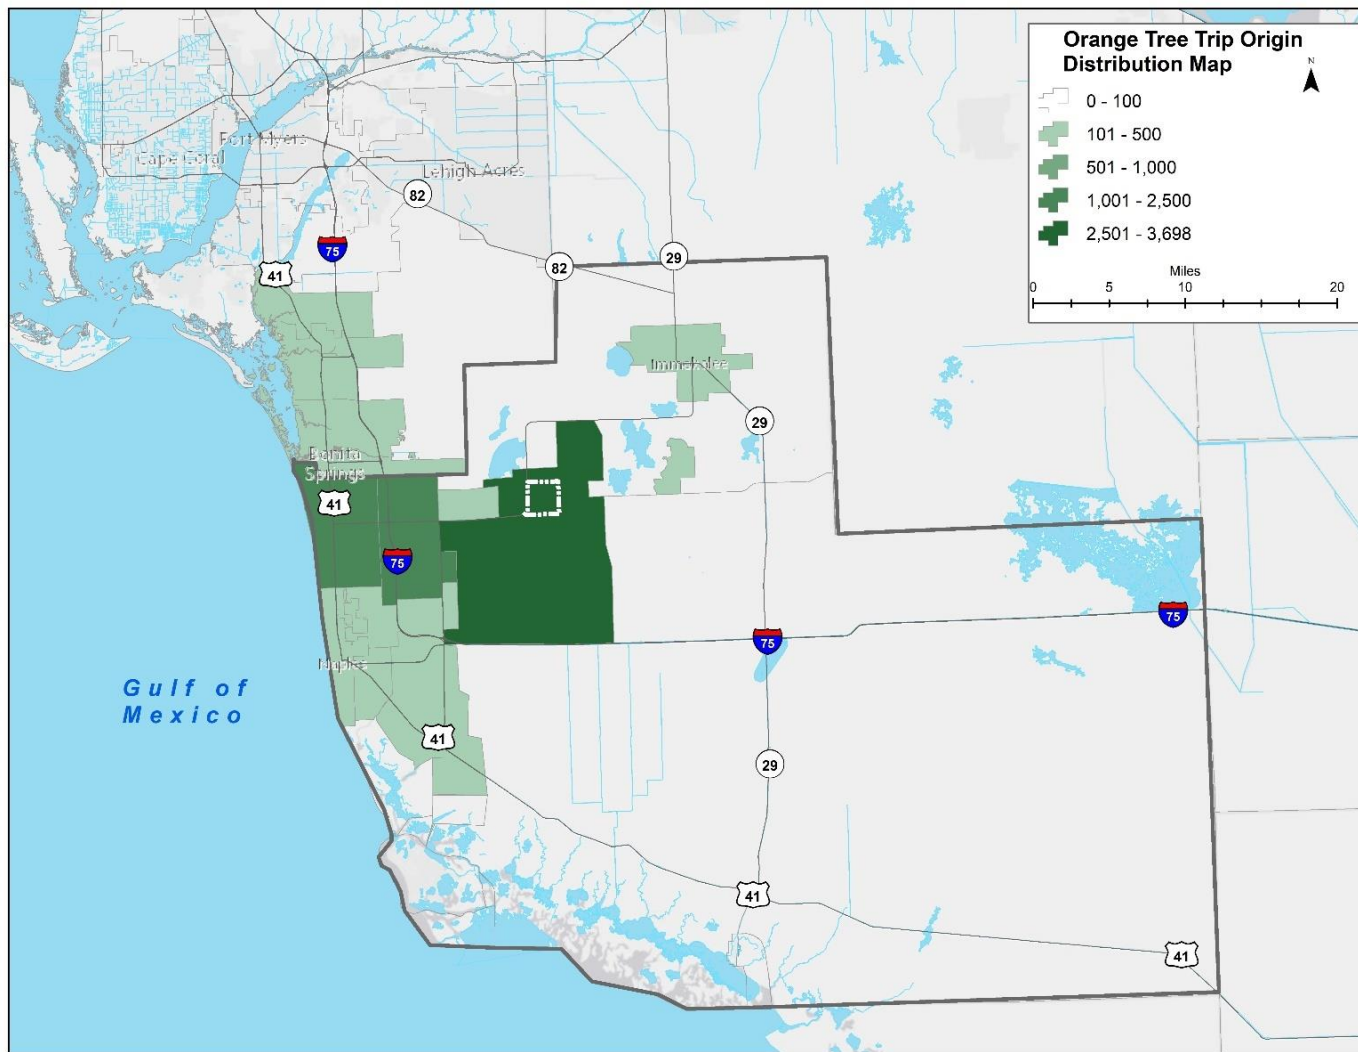 Orange Tree Trip Origin
Distribution Map
N
0 - 100
101 - 500
501 - 1,000
1,001 - 2,500
2,501 - 3,698
Miles
0 5 10 20
Fort Myers
Cape Coral
Lehigh Acres
82
75
41
29
82
Immokalee
29
Bonita
Springs
41
75
75
75
Naples
Gulf of
Mexico
41
29
41
41